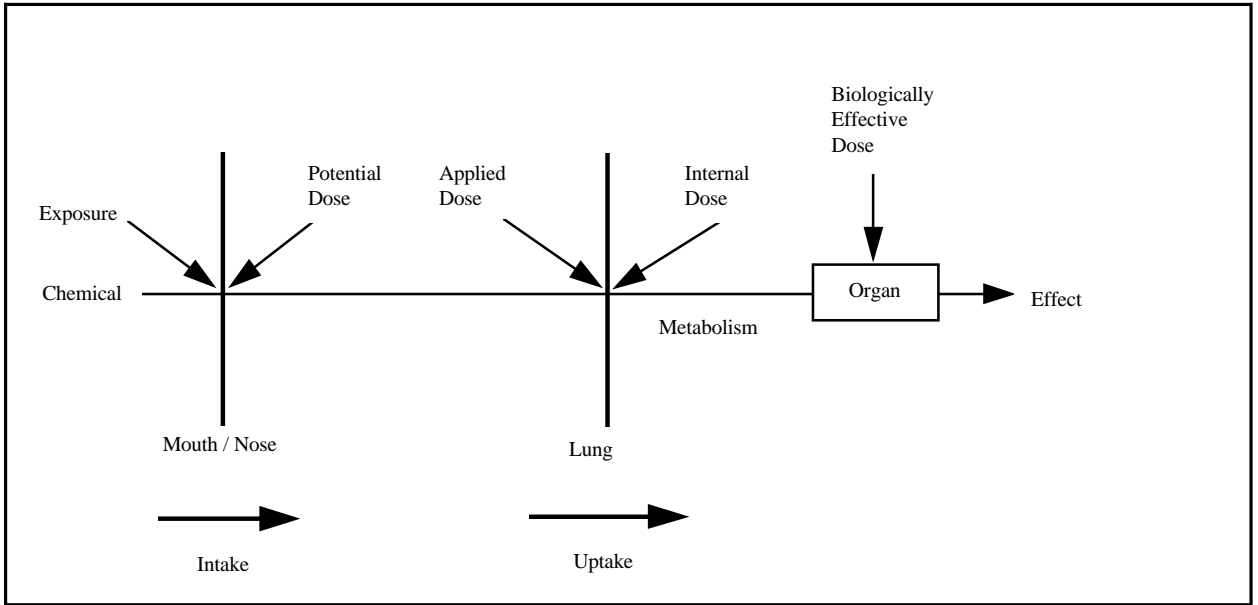 Biologically
Effective
Dose
Potential
Dose
Applied
Dose
Internal
Dose
Exposure
Chemical
Organ
Effect
Metabolism
Mouth / Nose
Lung
Intake
Uptake